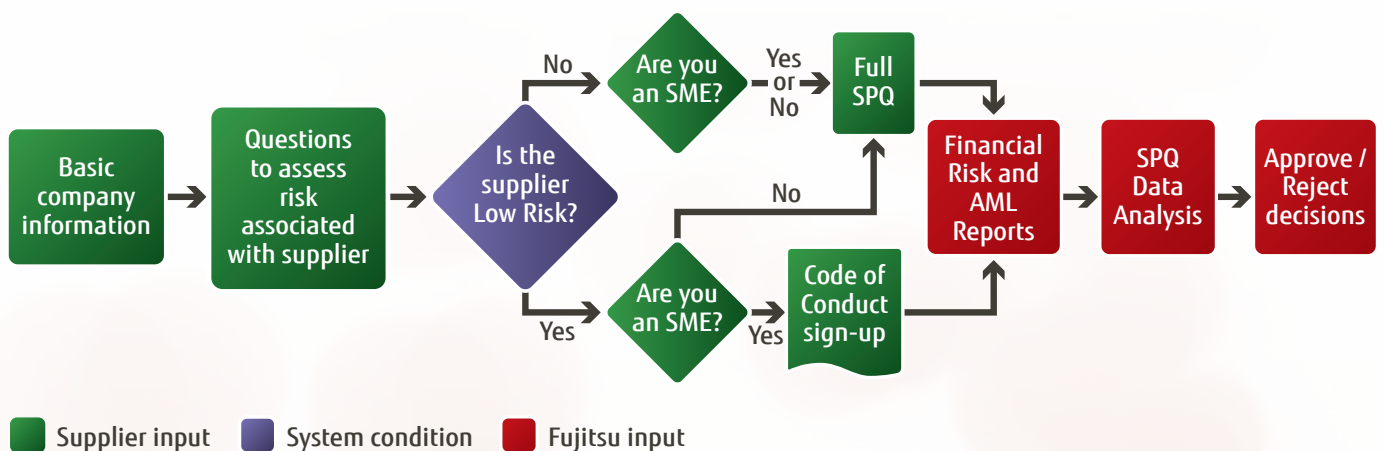 Basic
company
information
Questions
to assess
risk
associated
with supplier
Is the
supplier
Low Risk?
No
Are you
an SME?
Yes
or
No
Full
SPQ
Yes
Are you
an SME?
No
Yes
Code of
Conduct
sign-up
Financial
Risk and
AML
Reports
SPQ
Data
Analysis
Approve /
Reject
decisions
Supplier input
System condition
Fujitsu input